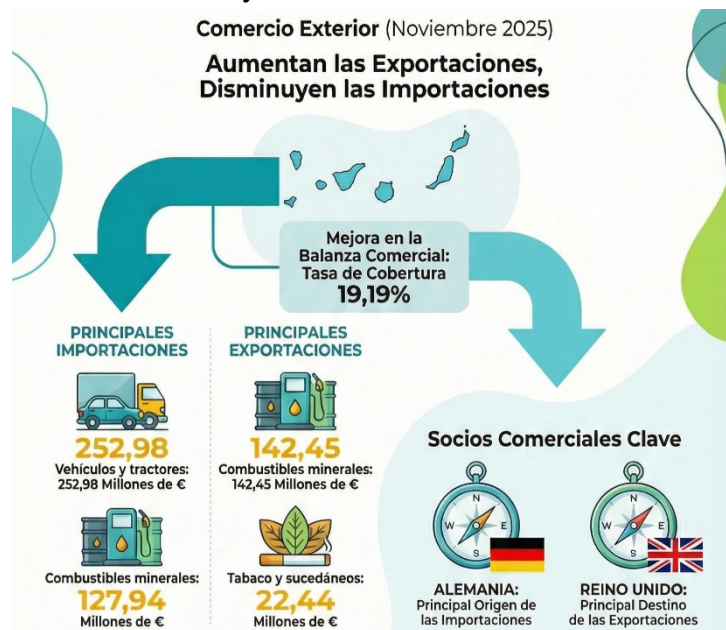 Comercio Exterior (Noviembre 2025)
Aumentan las Exportaciones,
Disminuyen las Importaciones
Mejora en la
Balanza Comercial:
Tasa de Cobertura
19,19%
PRINCIPALES
IMPORTACIONES
252,98
Vehículos y tractores:
252,98 Millones de €
Combustibles minerales:
127,94
Millones de €
PRINCIPALES
EXPORTACIONES
142,45
Combustibles minerales:
142,45 Millones de €
Tabaco y sucedáneos:
22,44
Millones de €
Socios Comerciales Clave
N
W
E
S
ALEMANIA:
Principal Origen de
las Importaciones
N
W
E
S
REINO UNIDO:
Principal Destino
de las Exportaciones